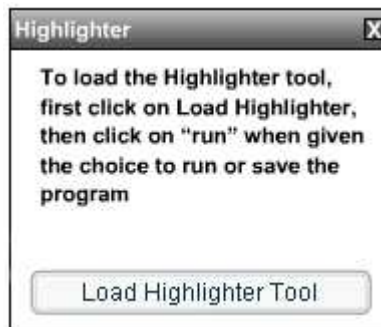 Highlighter X
To load the Highlighter tool,
first click on Load Highlighter,
then click on “run” when given
the choice to run or save the
program
Load Highlighter Tool